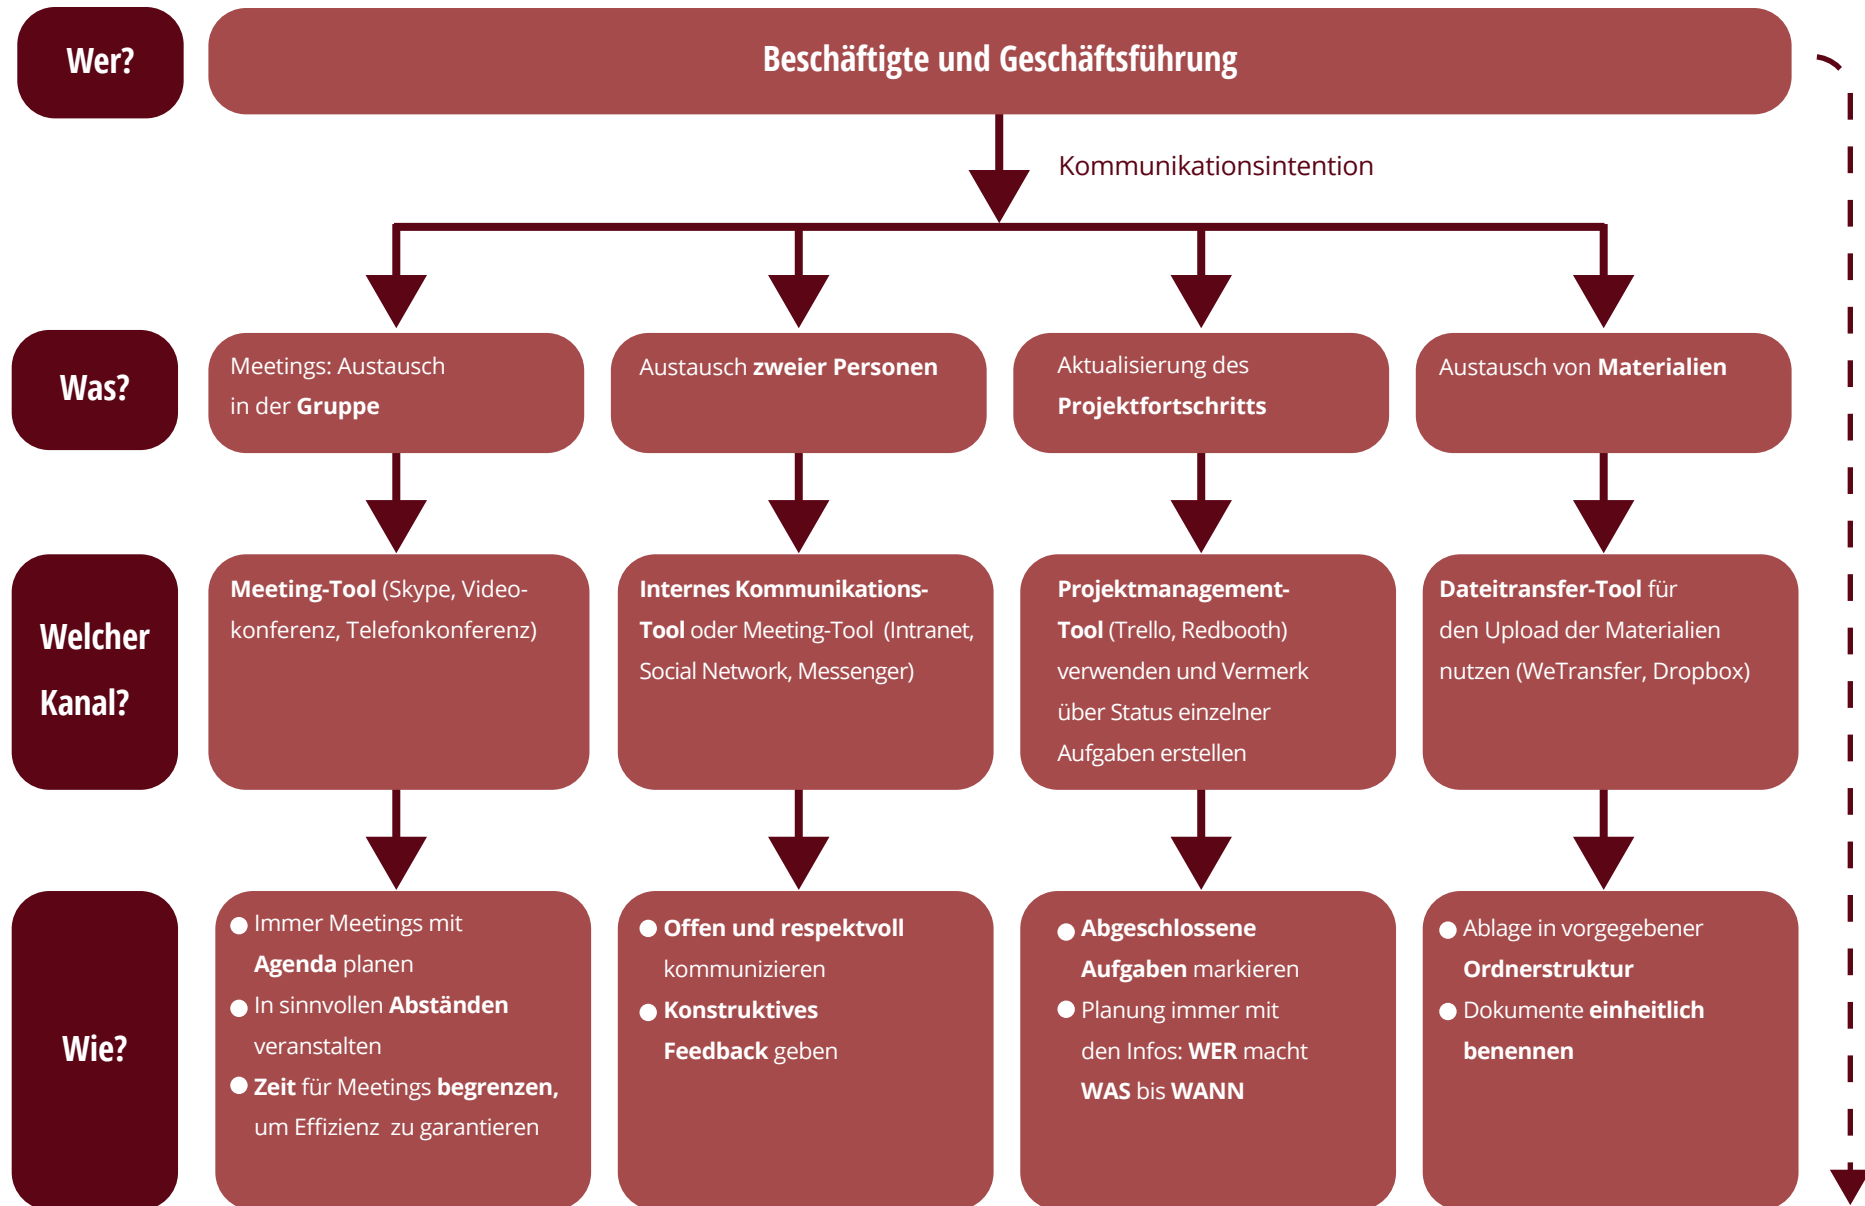 Wer?
Beschäftigte und Geschäftsführung
Kommunikationsintention
Was?
Meetings: Austausch
in der Gruppe
Austausch zweier Personen
Aktualisierung des
Projektfortschritts
Austausch von Materialien
Welcher
Kanal?
Meeting-Tool (Skype, Video-
konferenz, Telefonkonferenz)
Internes Kommunikations-
Tool oder Meeting-Tool (Intranet,
Social Network, Messenger)
Projektmanagement-
Tool (Trello, Redbooth)
verwenden und Vermerk
über Status einzelner
Aufgaben erstellen
Dateitransfer-Tool für
den Upload der Materialien
nutzen (WeTransfer, Dropbox)
Wie?
Immer Meetings mit
Agenda planen
In sinnvollen Abständen
veranstalten
Zeit für Meetings begrenzen,
um Effizienz zu garantieren
Offen und respektvoll
kommunizieren
Konstruktives
Feedback geben
Abgeschlossene
Aufgaben markieren
Planung immer mit
den Infos: WER macht
WAS bis WANN
Ablage in vorgegebener
Ordnerstruktur
Dokumente einheitlich
benennen